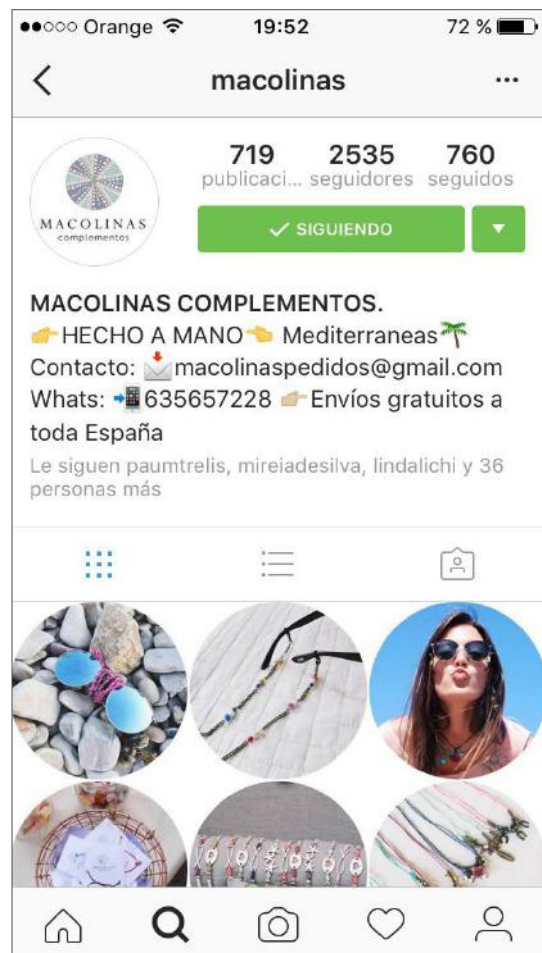 ●●○○○ Orange 19:52 72 %
macolinas ...
719 2535 760
publicaci... seguidores seguidos
MACOLINAS
complementos
✓ SIGUIENDO ▼
MACOLINAS COMPLEMENTOS.
👉HECHO A MANO👈 Mediterraneas🌴
Contacto: 📩macolinaspedidos@gmail.com
Whats: 📲635657228 👉🏼Envíos gratuitos a
toda España
Le siguen paumtrelis, mireiadesilva, lindalichi y 36
personas más